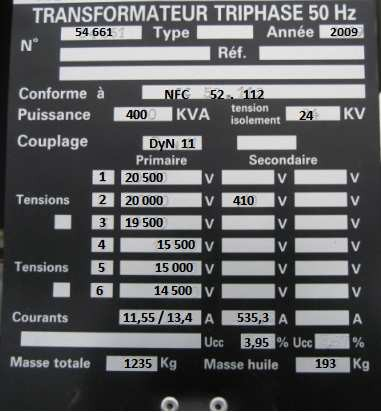 TRANSFORMATEUR TRIPHASE 50 Hz
N° 54 661 Type Année 2009
Réf.
Conforme à NFC 52 . 112
Puissance 400 KVA tension isolement 24 KV
Couplage DyN 11
Primaire Secondaire
1 20 500 V V V
Tensions 2 20 000 V 410 V V
3 19 500 V V V
4 15 500 V V V
Tensions 5 15 000 V V V
6 14 500 V V V
Courants 11,55 / 13,4 A 535,3 A A
Ucc 3,95 % Ucc %
Masse totale 1235 Kg Masse huile 193 Kg